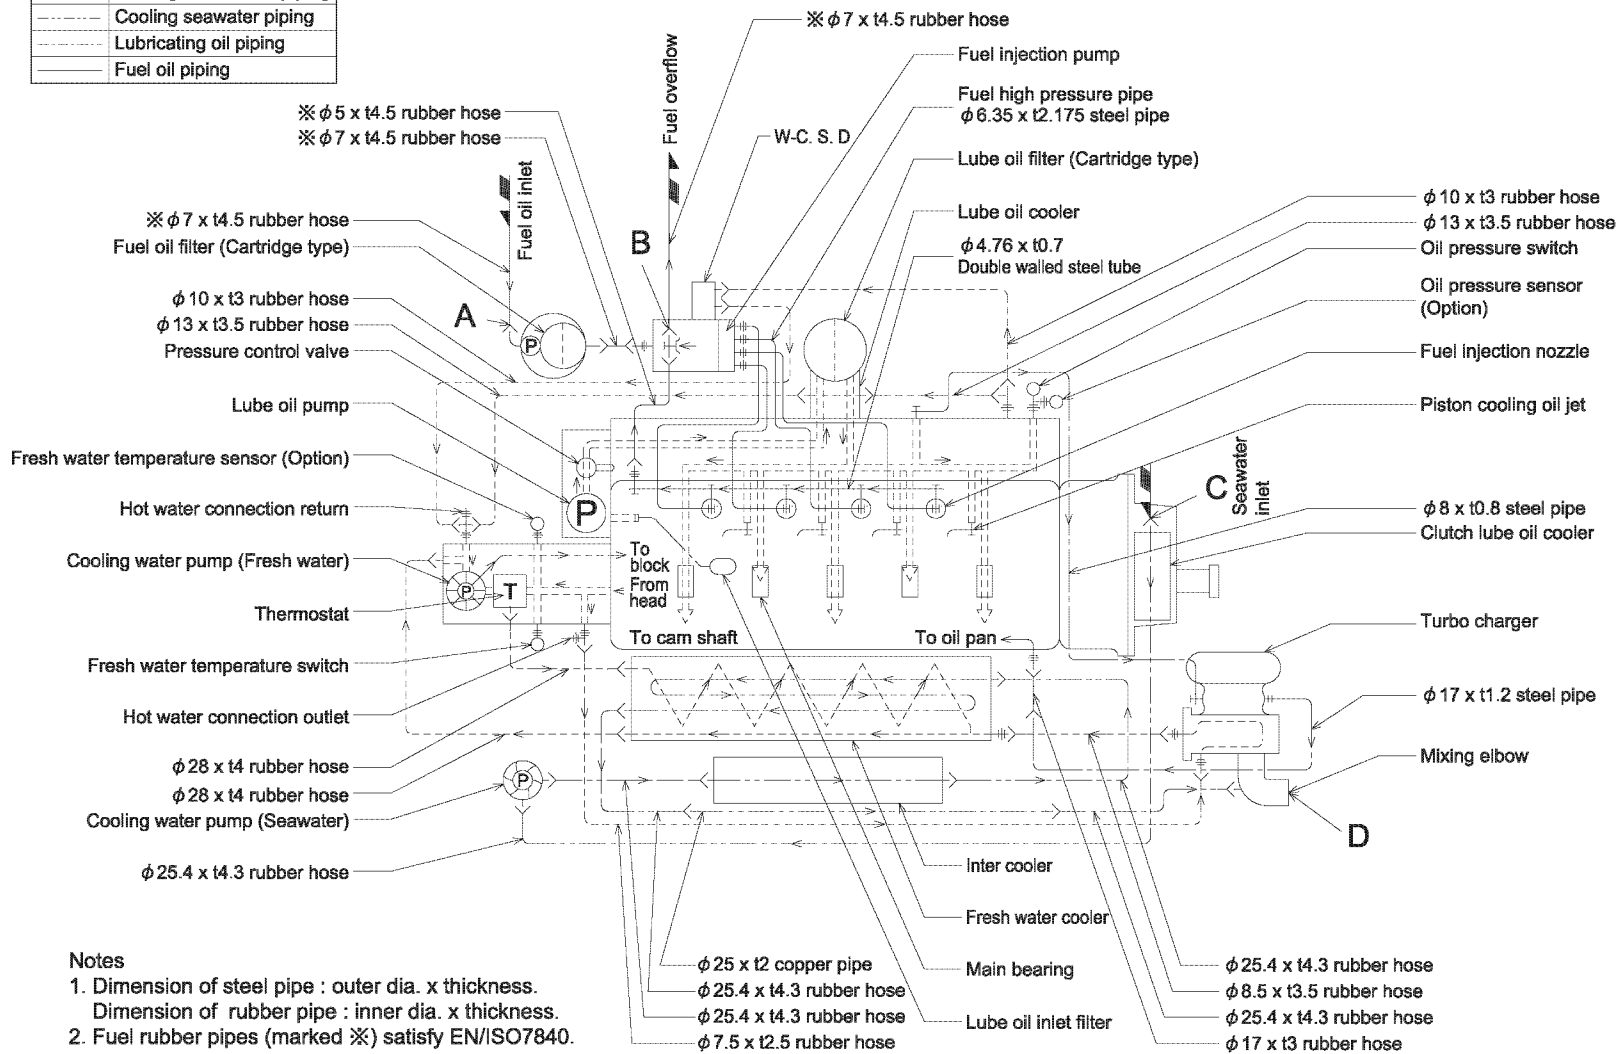 Cooling seawater piping
Lubricating oil piping
Fuel oil piping
※ φ7 x t4.5 rubber hose
Fuel injection pump
Fuel high pressure pipe
φ6.35 x t2.175 steel pipe
W-C. S. D
Lube oil filter (Cartridge type)
Lube oil cooler
φ4.76 x t0.7
Double walled steel tube
※ φ5 x t4.5 rubber hose
※ φ7 x t4.5 rubber hose
Fuel overflow
Fuel oil inlet
※ φ7 x t4.5 rubber hose
Fuel oil filter (Cartridge type)
A
B
P
φ10 x t3 rubber hose
φ13 x t3.5 rubber hose
Pressure control valve
Lube oil pump
Fresh water temperature sensor (Option)
Hot water connection return
Cooling water pump (Fresh water)
Thermostat
Fresh water temperature switch
Hot water connection outlet
φ28 x t4 rubber hose
φ28 x t4 rubber hose
Cooling water pump (Seawater)
φ25.4 x t4.3 rubber hose
φ10 x t3 rubber hose
φ13 x t3.5 rubber hose
Oil pressure switch
Oil pressure sensor
(Option)
Fuel injection nozzle
Piston cooling oil jet
Seawater
inlet
C
φ8 x t0.8 steel pipe
Clutch lube oil cooler
Turbo charger
φ17 x t1.2 steel pipe
Mixing elbow
D
P
P
T
P
To
block
From
head
To cam shaft
To oil pan
Inter cooler
Fresh water cooler
Main bearing
Lube oil inlet filter
φ25 x t2 copper pipe
φ25.4 x t4.3 rubber hose
φ25.4 x t4.3 rubber hose
φ7.5 x t2.5 rubber hose
φ25.4 x t4.3 rubber hose
φ8.5 x t3.5 rubber hose
φ25.4 x t4.3 rubber hose
φ17 x t3 rubber hose
Notes
1. Dimension of steel pipe : outer dia. x thickness.
Dimension of rubber pipe : inner dia. x thickness.
2. Fuel rubber pipes (marked ※) satisfy EN/ISO7840.